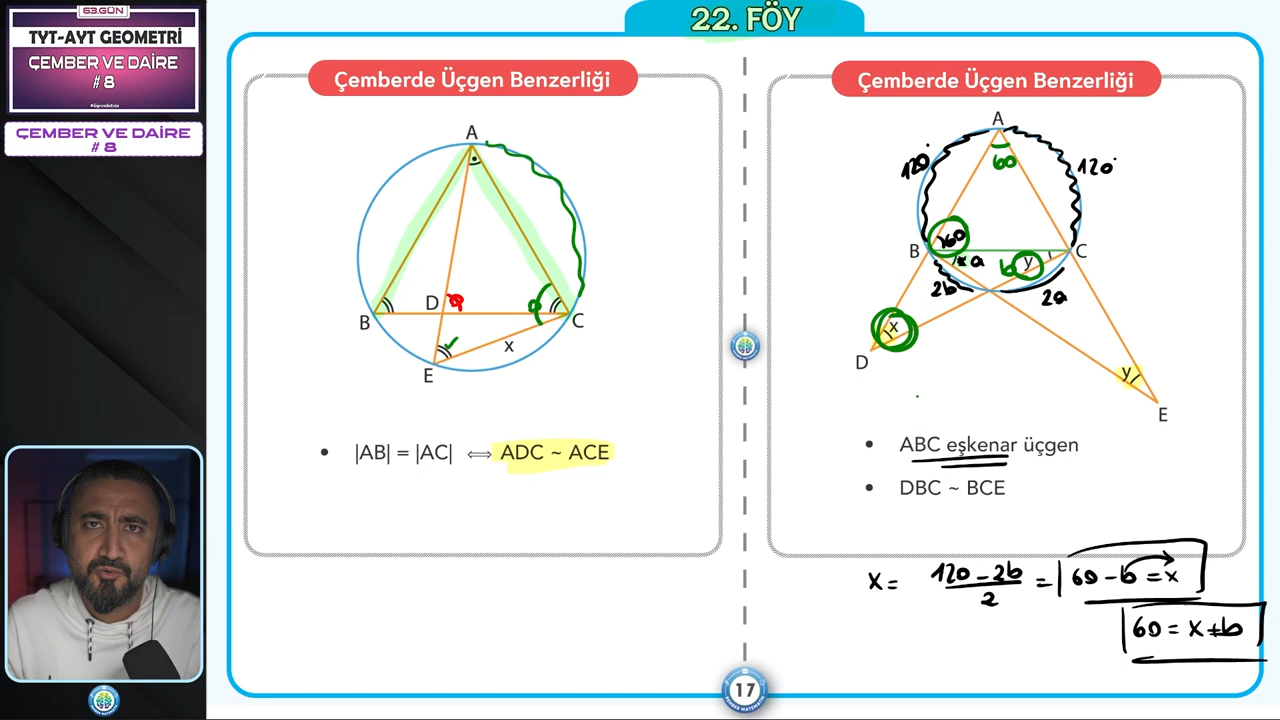 63.GÜN
TYT-AYT GEOMETRİ
ÇEMBER VE DAİRE
# 8
#öğrenbitsin
ÇEMBER VE DAİRE
# 8
22. FÖY
Çemberde Üçgen Benzerliği
A
B
D
C
E
x
|AB| = |AC| ⟺ ADC ~ ACE
Çemberde Üçgen Benzerliği
A
60
120°
120°
B
60
a
b
y
C
2b
2a
x
D
y
E
ABC eşkenar üçgen
DBC ~ BCE
x = 120 - 2b / 2 = 60 - b = x
60 = x + b
17